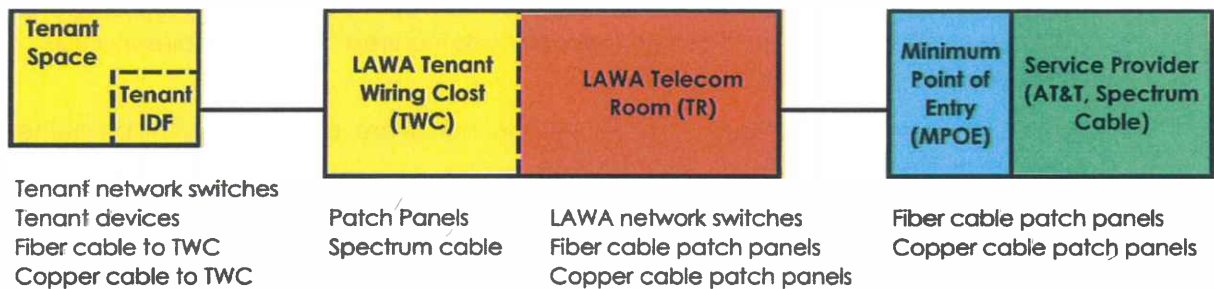 Tenant
Space
Tenant
IDF
LAWA Tenant
Wiring Clost
(TWC)
LAWA Telecom
Room (TR)
Minimum
Point of
Entry
(MPOE)
Service Provider
(AT&T, Spectrum
Cable)
Tenant network switches
Tenant devices
Fiber cable to TWC
Copper cable to TWC
Patch Panels
Spectrum cable
LAWA network switches
Fiber cable patch panels
Copper cable patch panels
Fiber cable patch panels
Copper cable patch panels